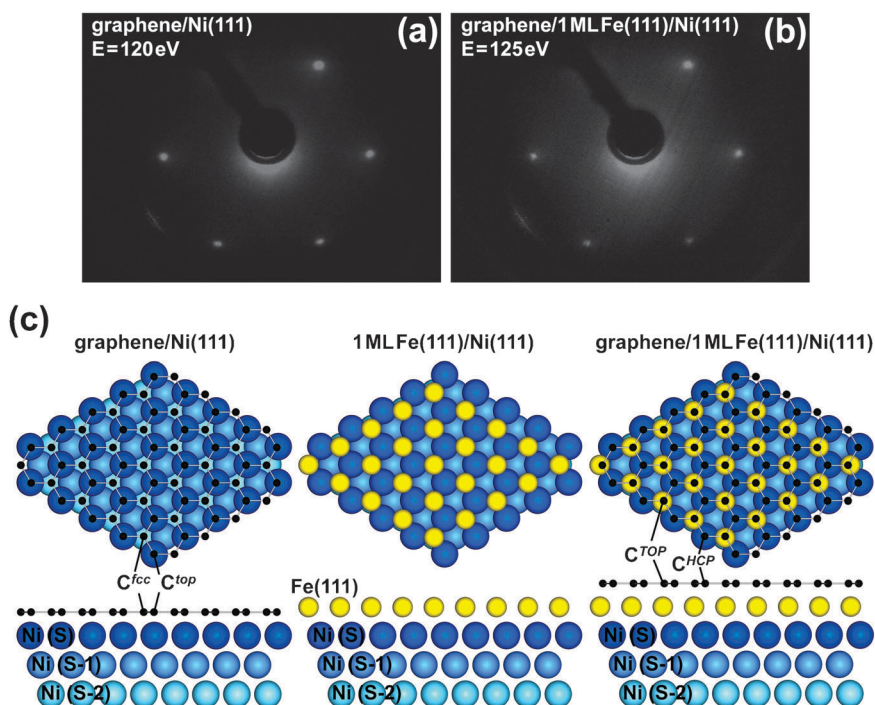 graphene/Ni(111)
E=120eV
(a)
graphene/1MLFe(111)/Ni(111)
E=125eV
(b)
(c)
graphene/Ni(111)
1MLFe(111)/Ni(111)
graphene/1MLFe(111)/Ni(111)
C^fcc C^top
C^TOP C^HCP
Fe(111)
Ni (S)
Ni (S-1)
Ni (S-2)
Ni (S)
Ni (S-1)
Ni (S-2)
Ni (S)
Ni (S-1)
Ni (S-2)